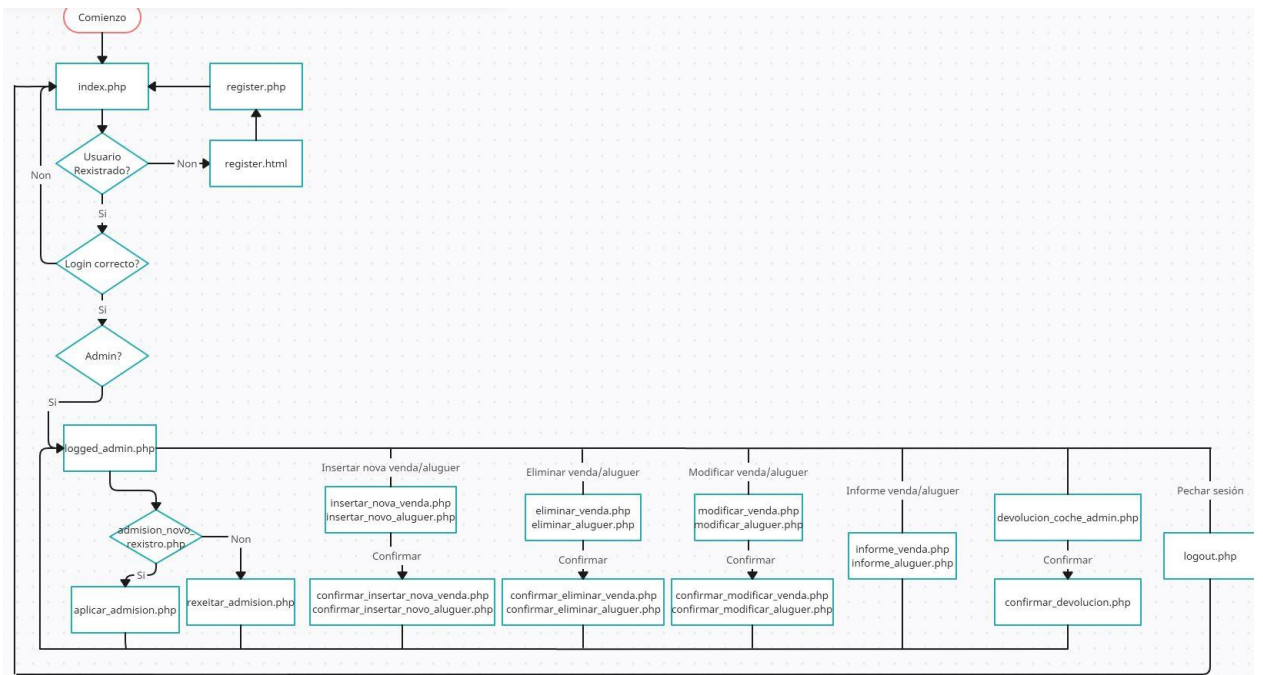 Comienzo
index.php
register.php
Usuario
Rexistrado?
Non
register.html
Non
Si
Login correcto?
Si
Admin?
Si
logged_admin.php
Insertar nova venda/aluguer
Eliminar venda/aluguer
Modificar venda/aluguer
Informe venda/aluguer
Pechar sesión
insertar_nova_venda.php
insertar_novo_aluguer.php
eliminar_venda.php
eliminar_aluguer.php
modificar_venda.php
modificar_aluguer.php
devolucion_coche_admin.php
admision_novo_
rexistro.php
Non
informe_venda.php
informe_aluguer.php
logout.php
Confirmar
Confirmar
Confirmar
Confirmar
Si
aplicar_admision.php
rexeitar_admision.php
confirmar_insertar_nova_venda.php
confirmar_insertar_novo_aluguer.php
confirmar_eliminar_venda.php
confirmar_eliminar_aluguer.php
confirmar_modificar_venda.php
confirmar_modificar_aluguer.php
confirmar_devolucion.php